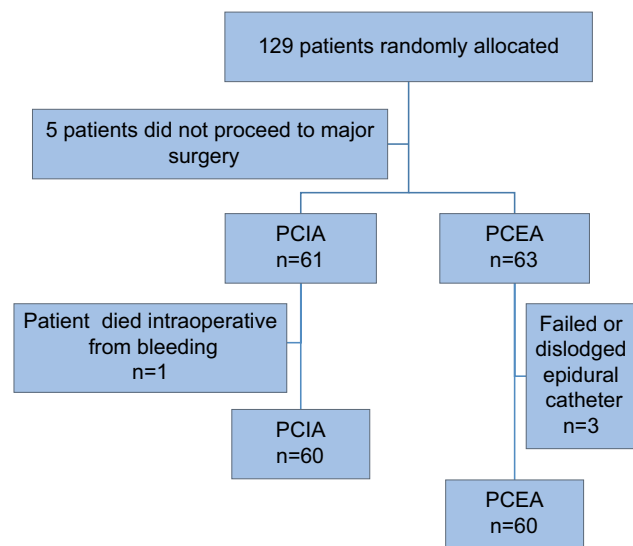 129 patients randomly allocated
5 patients did not proceed to major
surgery
PCIA
n=61
PCEA
n=63
Patient died intraoperative
from bleeding
n=1
Failed or
dislodged
epidural
catheter
n=3
PCIA
n=60
PCEA
n=60